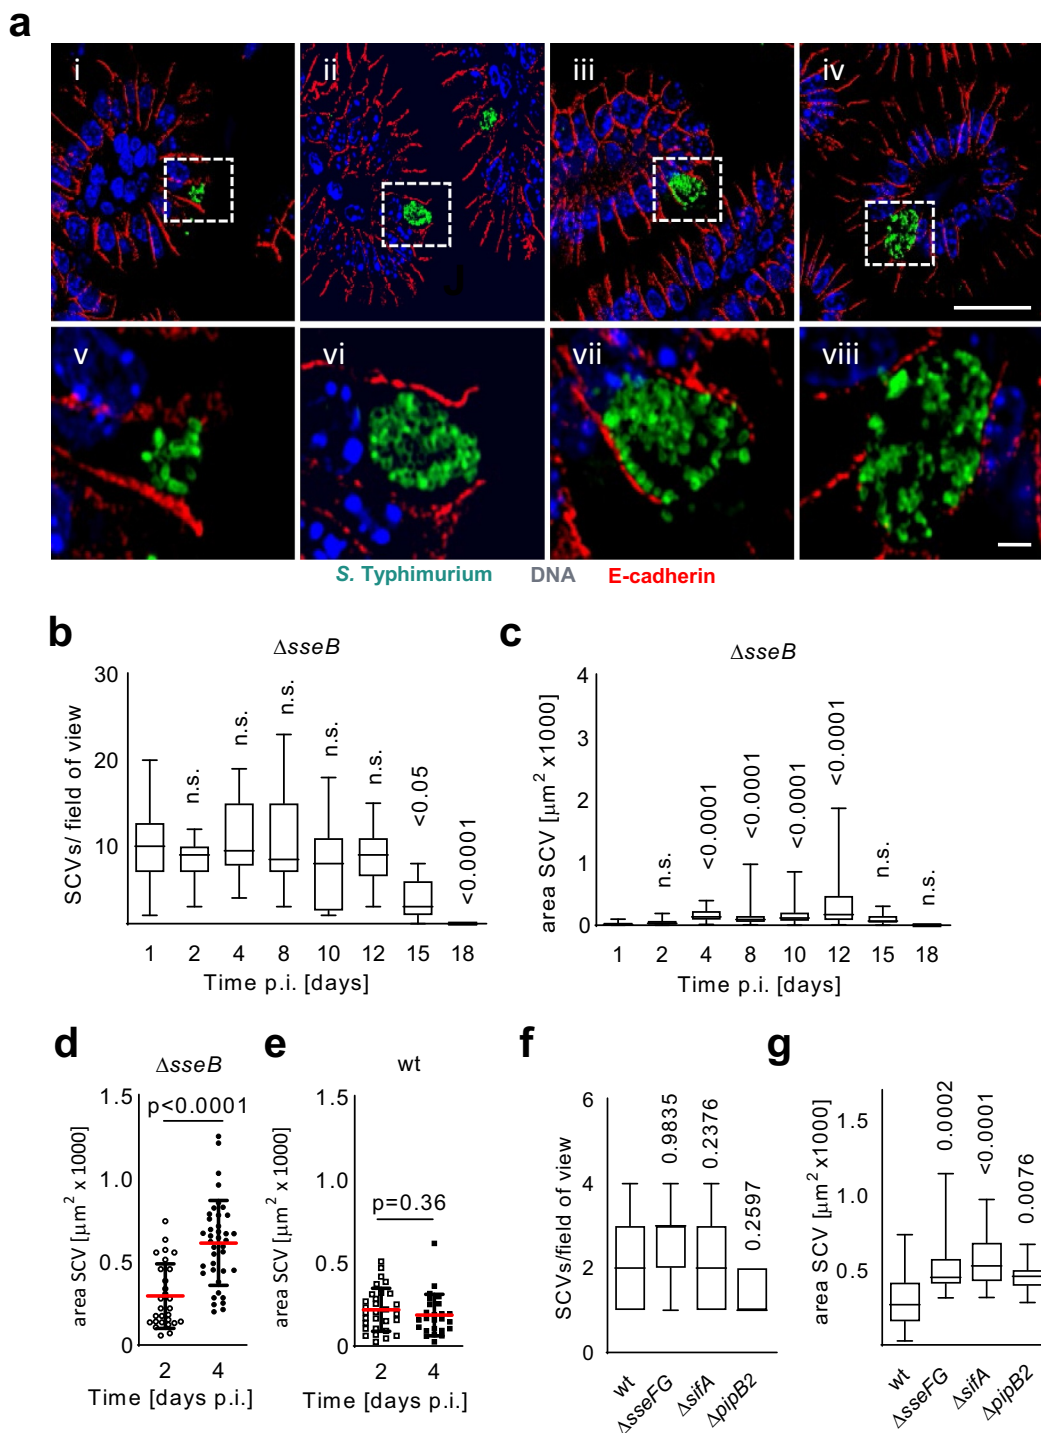 a
i ii iii iv
J
v vi vii viii
S. Typhimurium DNA E-cadherin
b
ΔsseB
SCVs/ field of view
30
20
10
n.s.
n.s.
n.s.
n.s.
n.s.
<0.05
<0.0001
1 2 4 8 10 12 15 18
Time p.i. [days]
c
ΔsseB
area SCV [µm² x1000]
4
3
2
1
0
n.s.
<0.0001
<0.0001
<0.0001
<0.0001
n.s.
n.s.
1 2 4 8 10 12 15 18
Time p.i. [days]
d
ΔsseB
area SCV [µm² x 1000]
1.5
1.0
0.5
0
p<0.0001
2 4
Time [days p.i.]
e
wt
area SCV [µm² x 1000]
1.5
1.0
0.5
0
p=0.36
2 4
Time [days p.i.]
f
SCVs/field of view
6
4
2
0
0.9835
0.2376
0.2597
wt
ΔsseFG
ΔsifA
ΔpipB2
g
area SCV [µm² x1000]
1.5
1.0
0.5
0.0002
<0.0001
0.0076
wt
ΔsseFG
ΔsifA
ΔpipB2